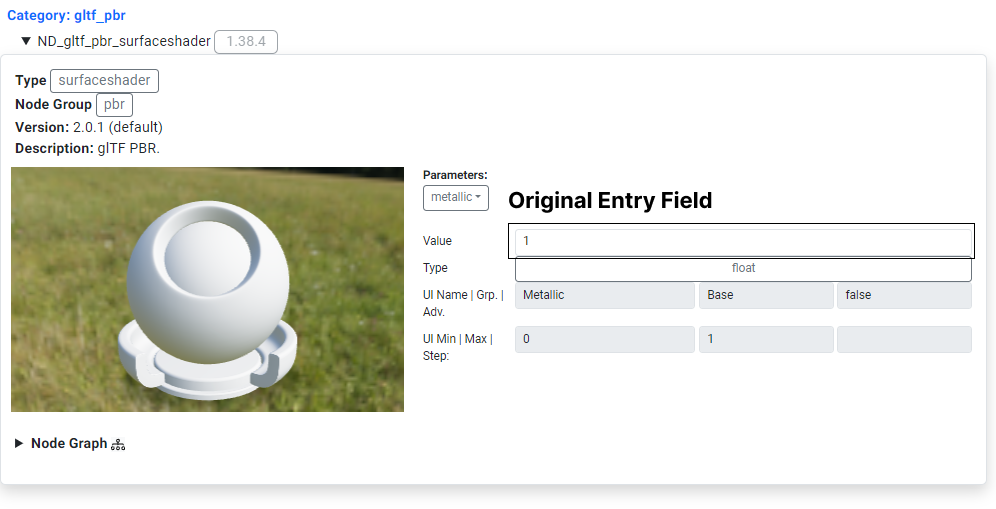 Category: gltf_pbr
▼ ND_gltf_pbr_surfaceshader 1.38.4
Type surfaceshader
Node Group pbr
Version: 2.0.1 (default)
Description: glTF PBR.
Parameters:
metallic
Original Entry Field
Value 1
Type float
UI Name | Grp. | Adv. Metallic Base false
UI Min | Max | Step: 0 1
▶ Node Graph